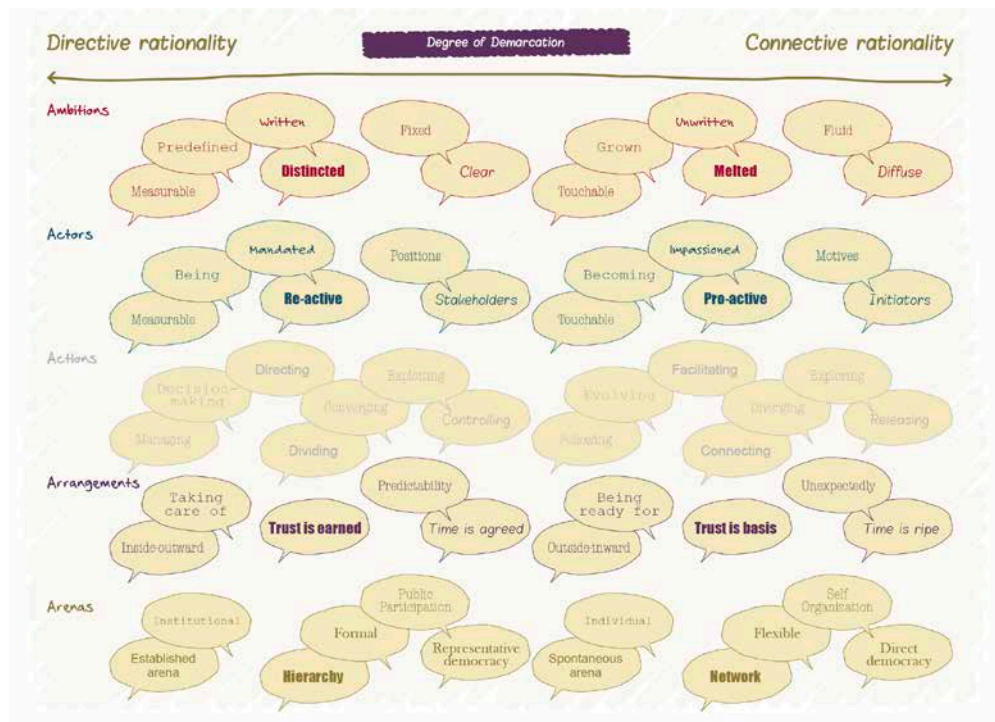 Directive rationality
Degree of Demarcation
Connective rationality
Ambitions
Written
Fixed
Unwritten
Fluid
Predefined
Grown
Distincted
Clear
Melted
Diffuse
Measurable
Touchable
Actors
Mandated
Positions
Impassioned
Motives
Being
Becoming
Re-active
Stakeholders
Pro-active
Initiators
Measurable
Touchable
Actions
Directing
Exploiting
Facilitating
Exploring
Decision-
making
Evolving
Converging
Diverging
Controlling
Releasing
Managing
Following
Dividing
Connecting
Arrangements
Taking
care of
Predictability
Being
ready for
Unexpectedly
Trust is earned
Time is agreed
Trust is basis
Time is ripe
Inside-outward
Outside-inward
Arenas
Institutional
Public
Participation
Individual
Self
Organization
Formal
Flexible
Established
arena
Representative
democracy
Spontaneous
arena
Direct
democracy
Hierarchy
Network